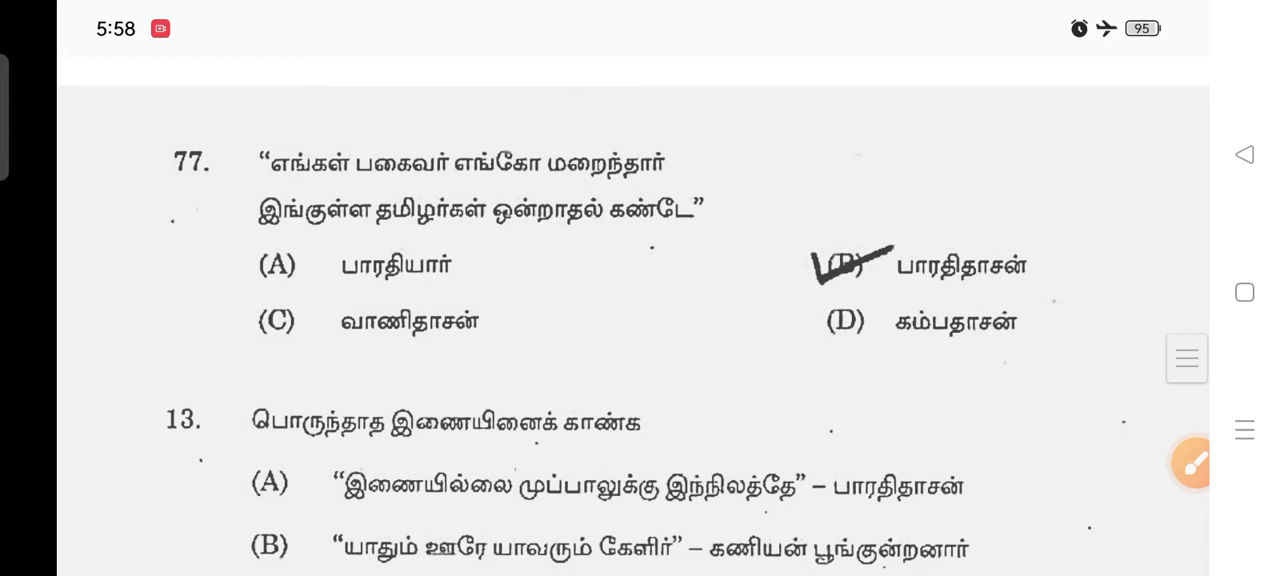 5:58
95
77. “எங்கள் பகைவர் எங்கோ மறைந்தார்
இங்குள்ள தமிழர்கள் ஒன்றாதல் கண்டே”
(A) பாரதியார்
(B) பாரதிதாசன்
(C) வாணிதாசன்
(D) கம்பதாசன்
13. பொருந்தாத இணையினைக் காண்க
(A) “இணையில்லை முப்பாலுக்கு இந்நிலத்தே” – பாரதிதாசன்
(B) “யாதும் ஊரே யாவரும் கேளிர்” – கணியன் பூங்குன்றனார்